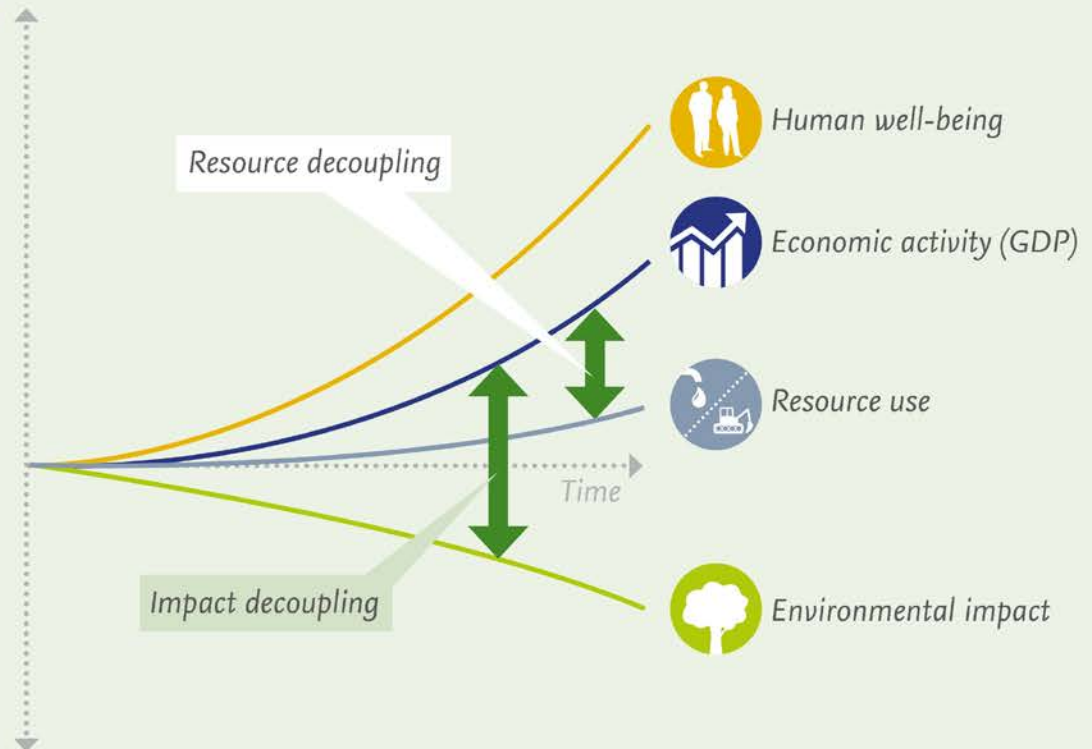 Human well-being
Resource decoupling
Economic activity (GDP)
Resource use
Time
Impact decoupling
Environmental impact